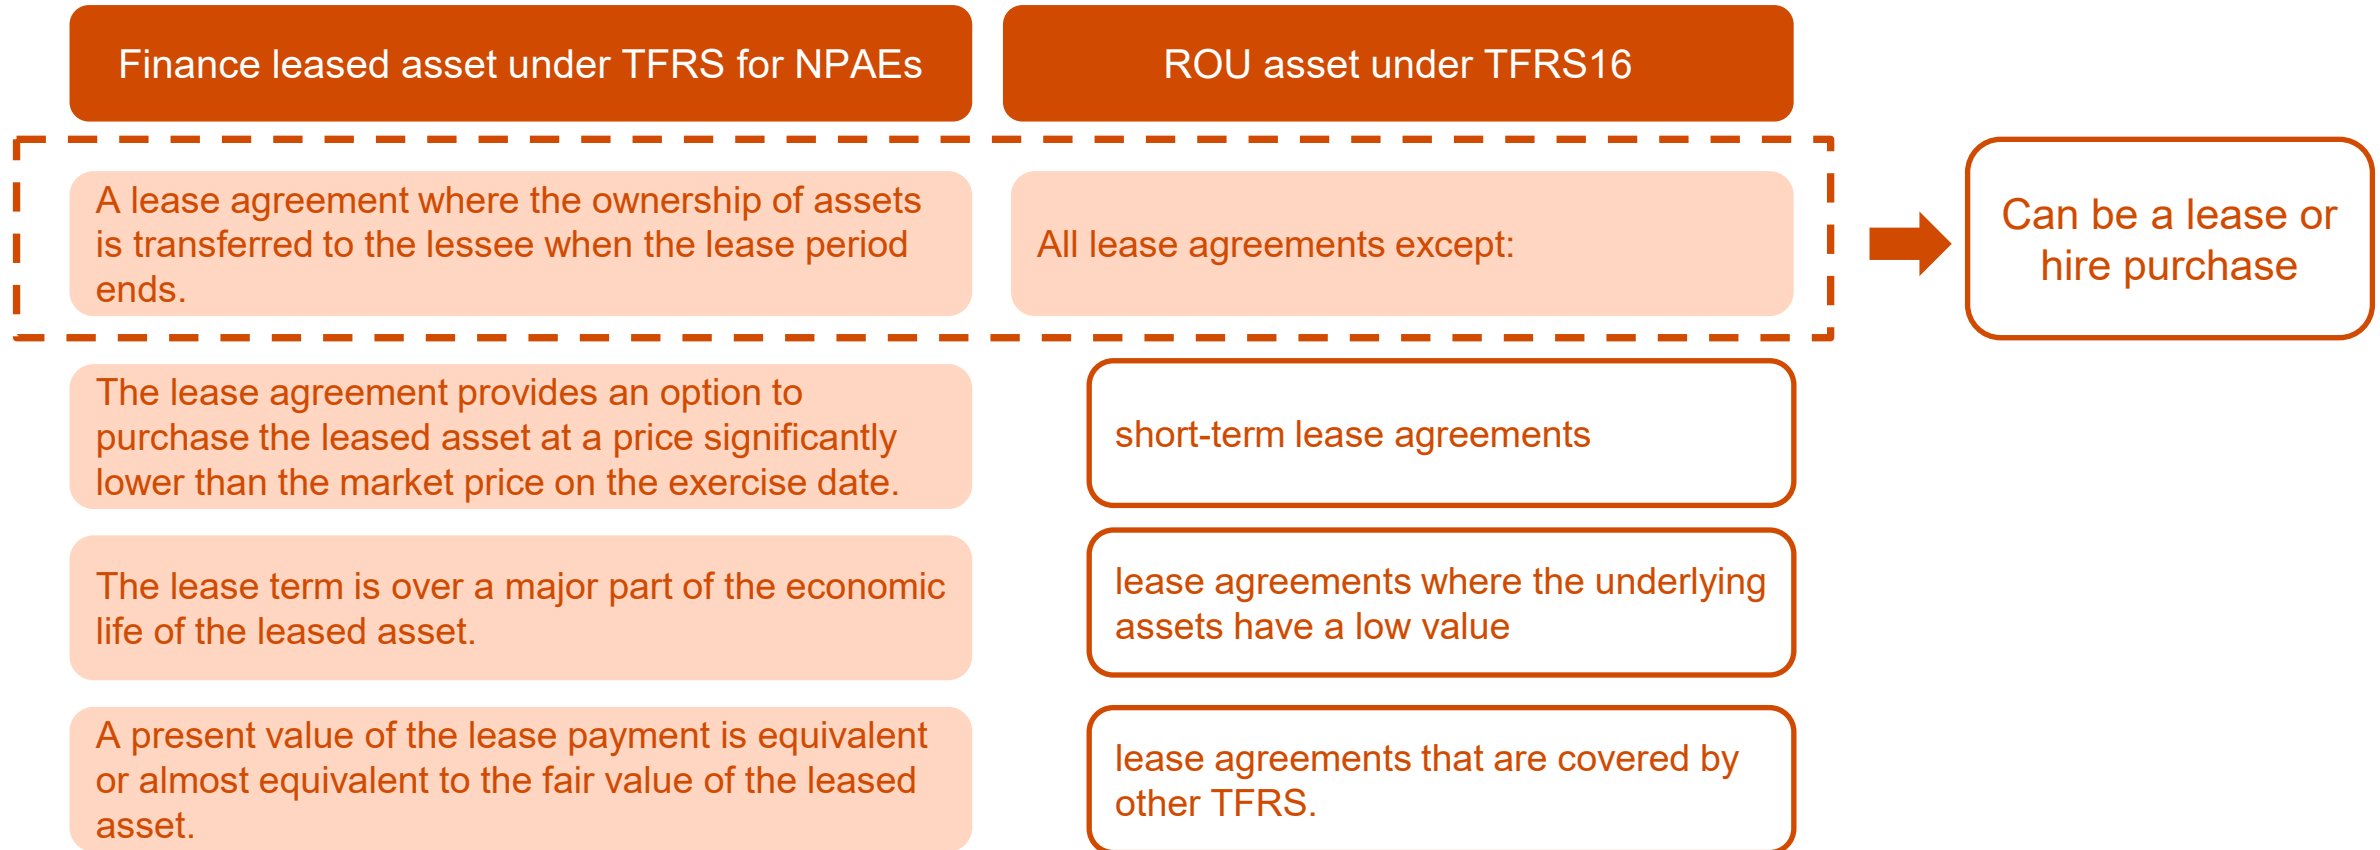 Finance leased asset under TFRS for NPAEs
ROU asset under TFRS16
A lease agreement where the ownership of assets
is transferred to the lessee when the lease period
ends.
All lease agreements except:
Can be a lease or
hire purchase
The lease agreement provides an option to
purchase the leased asset at a price significantly
lower than the market price on the exercise date.
short-term lease agreements
The lease term is over a major part of the economic
life of the leased asset.
lease agreements where the underlying
assets have a low value
A present value of the lease payment is equivalent
or almost equivalent to the fair value of the leased
asset.
lease agreements that are covered by
other TFRS.